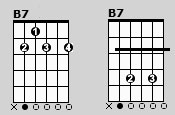 B7 B7
1
2 3 4
2 3
x o o o o o x o o o o